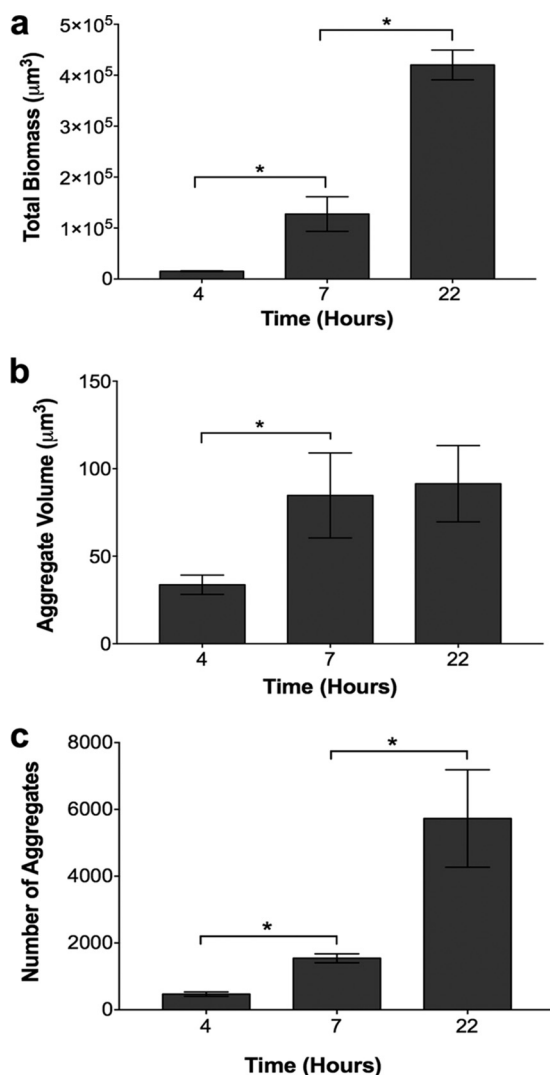 a
Total Biomass (μm³)
5×10⁵
4×10⁵
3×10⁵
2×10⁵
1×10⁵
0
*
*
4 7 22
Time (Hours)
b
Aggregate Volume (μm³)
150
100
50
0
*
4 7 22
Time (Hours)
c
Number of Aggregates
8000
6000
4000
2000
0
*
*
4 7 22
Time (Hours)